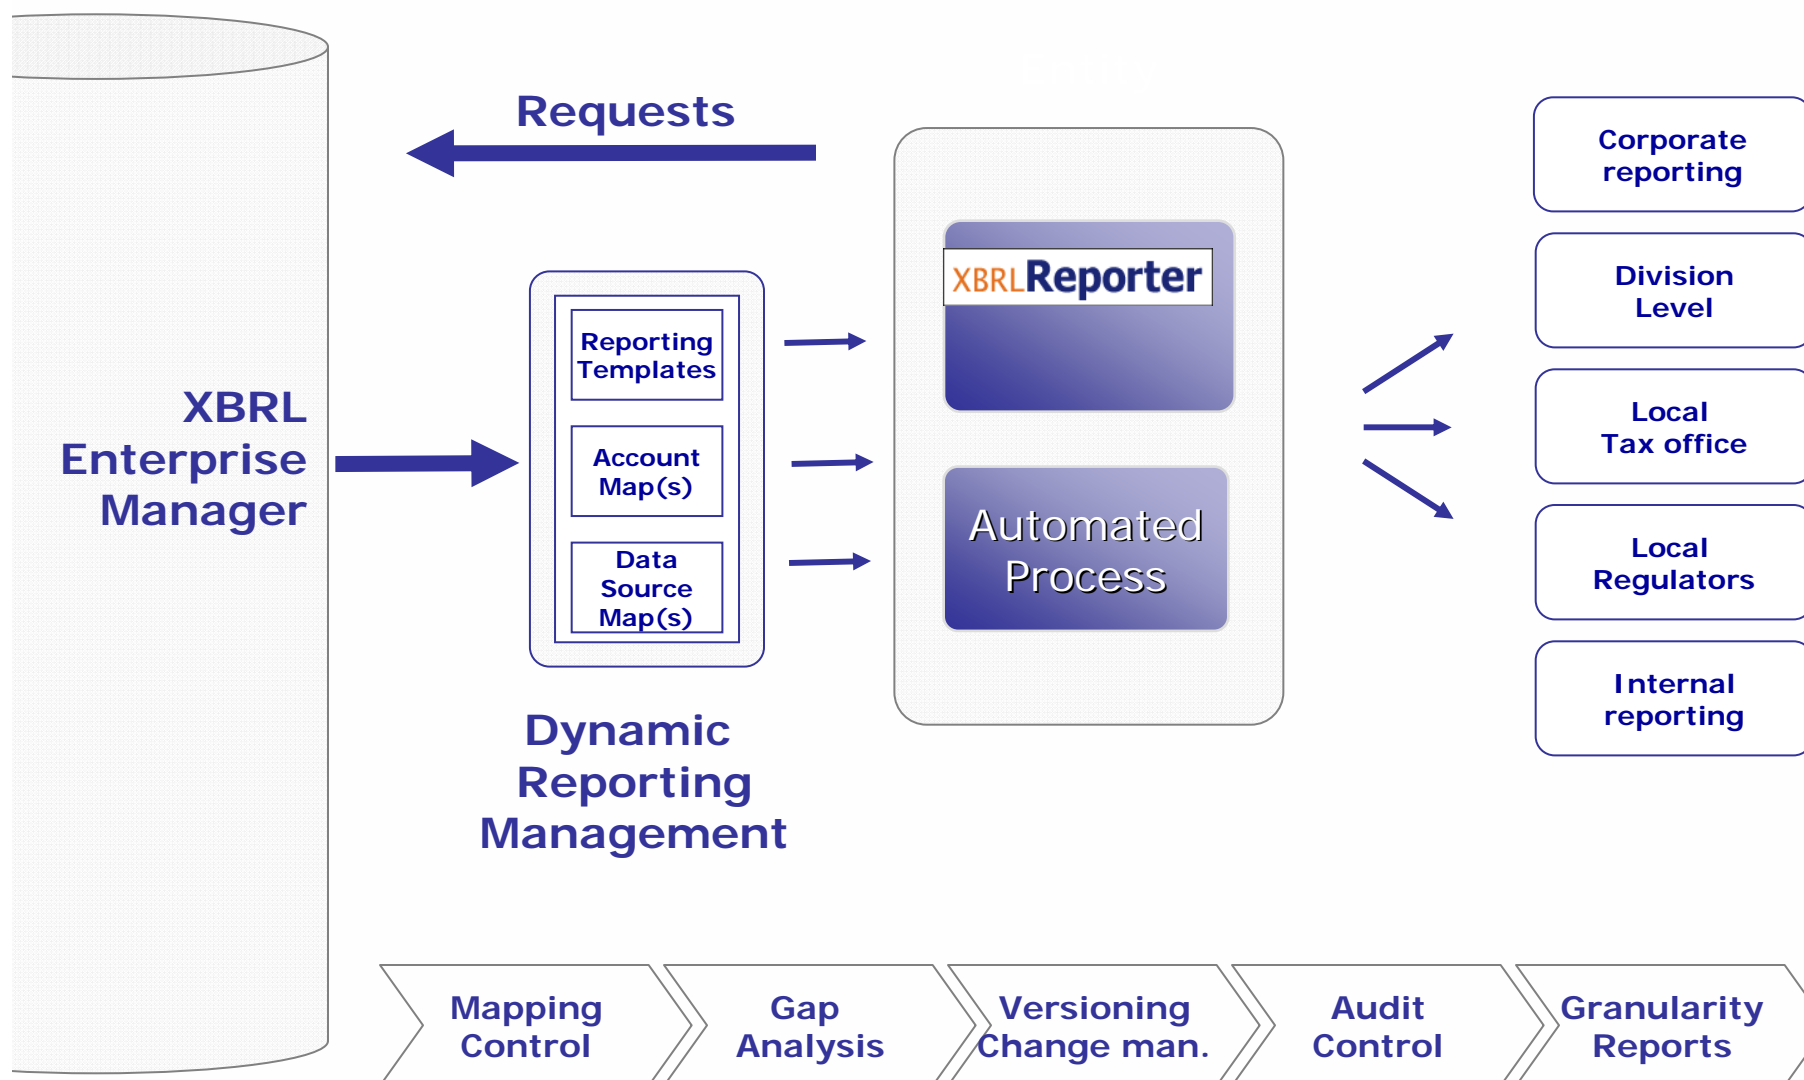 Requests
XBRL
Enterprise
Manager
Reporting
Templates
Account
Map(s)
Data
Source
Map(s)
Dynamic
Reporting
Management
XBRLReporter
Automated
Process
Corporate
reporting
Division
Level
Local
Tax office
Local
Regulators
Internal
reporting
Mapping
Control
Gap
Analysis
Versioning
Change man.
Audit
Control
Granularity
Reports